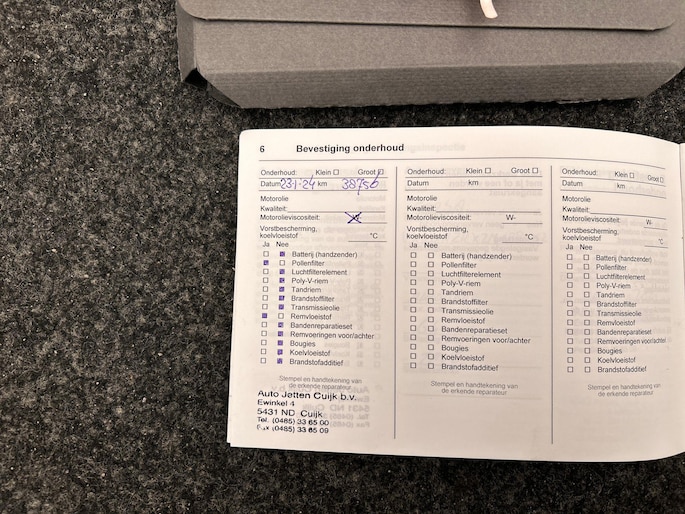 6 Bevestiging onderhoud
Onderhoud: Klein ☐ Groot ☐
Datum 23-1-24 km 38756
Motorolie
Kwaliteit:
Motorolieviscositeit: W-
Vorstbescherming,
koelvloeistof °C
Ja Nee
Batterij (handzender)
Pollenfilter
Luchtfilterelement
Poly-V-riem
Tandriem
Brandstoffilter
Transmissieolie
Remvloeistof
Bandenreparatieset
Remvoeringen voor/achter
Bougies
Koelvloeistof
Brandstofadditief
Stempel en handtekening van
de erkende reparateur
Auto Jetten Cuijk b.v.
Ewinkel 4
5431 ND Cuijk
Tel. (0485) 33 65 00
Fax (0485) 33 65 09
Onderhoud: Klein ☐ Groot ☐
Datum km
Motorolie
Kwaliteit:
Motorolieviscositeit: W-
Vorstbescherming,
koelvloeistof °C
Ja Nee
Batterij (handzender)
Pollenfilter
Luchtfilterelement
Poly-V-riem
Tandriem
Brandstoffilter
Transmissieolie
Remvloeistof
Bandenreparatieset
Remvoeringen voor/achter
Bougies
Koelvloeistof
Brandstofadditief
Stempel en handtekening van
de erkende reparateur
Onderhoud: Klein ☐ Groot ☐
Datum km
Motorolie
Kwaliteit:
Motorolieviscositeit: W-
Vorstbescherming,
koelvloeistof °C
Ja Nee
Batterij (handzender)
Pollenfilter
Luchtfilterelement
Poly-V-riem
Tandriem
Brandstoffilter
Transmissieolie
Remvloeistof
Bandenreparatieset
Remvoeringen voor/achter
Bougies
Koelvloeistof
Brandstofadditief
Stempel en handtekening van
de erkende reparateur